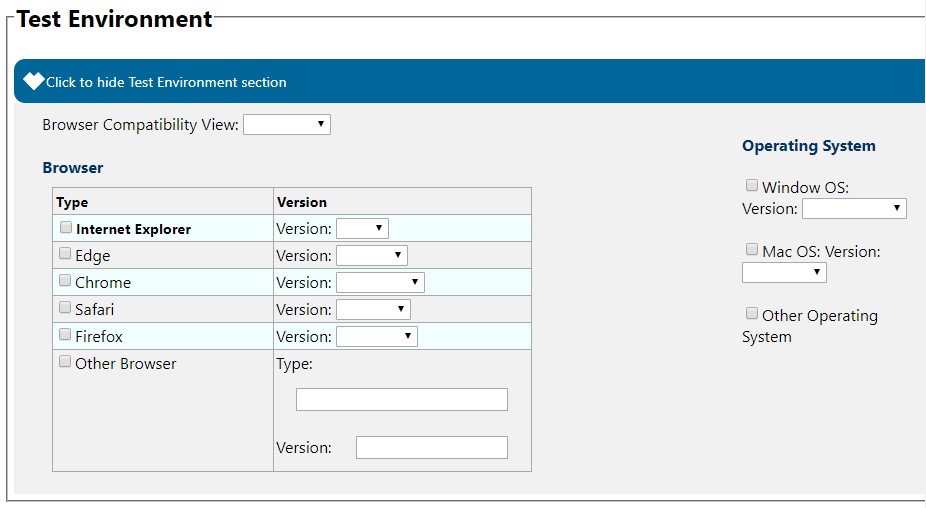 Test Environment
Click to hide Test Environment section
Browser Compatibility View:
Browser
Type Version
Internet Explorer Version:
Edge Version:
Chrome Version:
Safari Version:
Firefox Version:
Other Browser Type:
Version:
Operating System
Window OS:
Version:
Mac OS: Version:
Other Operating
System